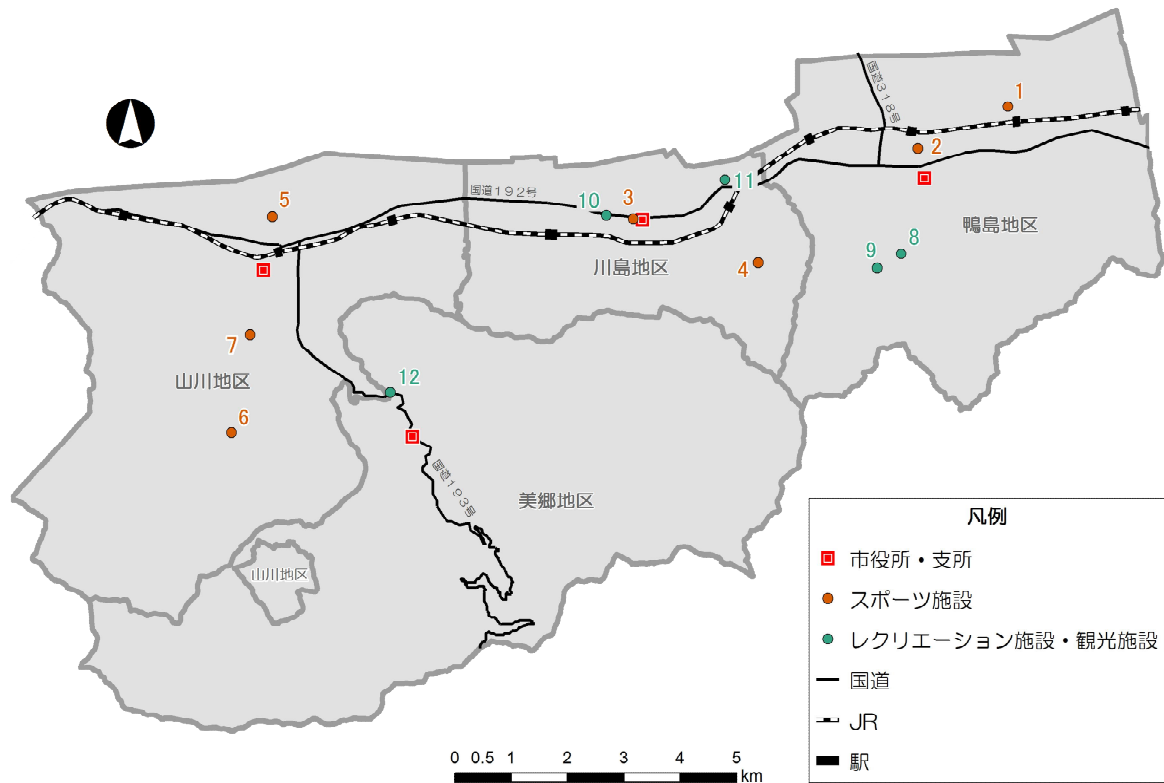 国道318号
1
2
国道192号
11
10
3
5
鴨島地区
8
9
川島地区
4
7
山川地区
12
6
国道193号
美郷地区
山川地区
凡例
市役所・支所
スポーツ施設
レクリエーション施設・観光施設
国道
JR
駅
0 0.5 1 2 3 4 5
km